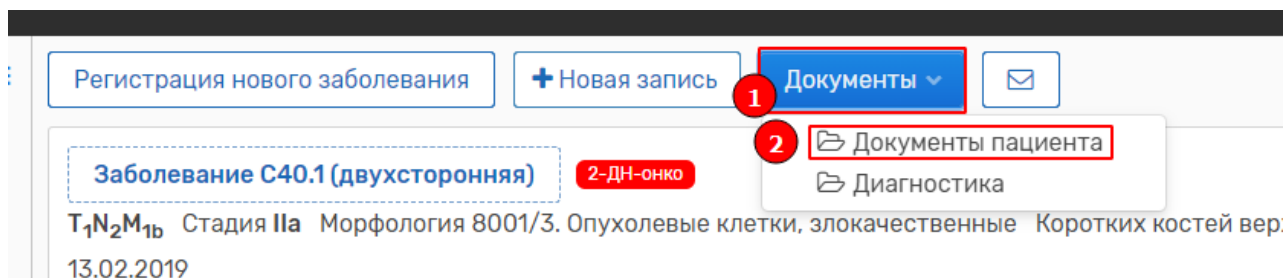 Регистрация нового заболевания + Новая запись Документы
1
2 Документы пациента
Диагностика
Заболевание C40.1 (двухсторонняя) 2-ДН-онко
T1N2M1b Стадия IIa Морфология 8001/3. Опухолевые клетки, злокачественные Коротких костей
13.02.2019